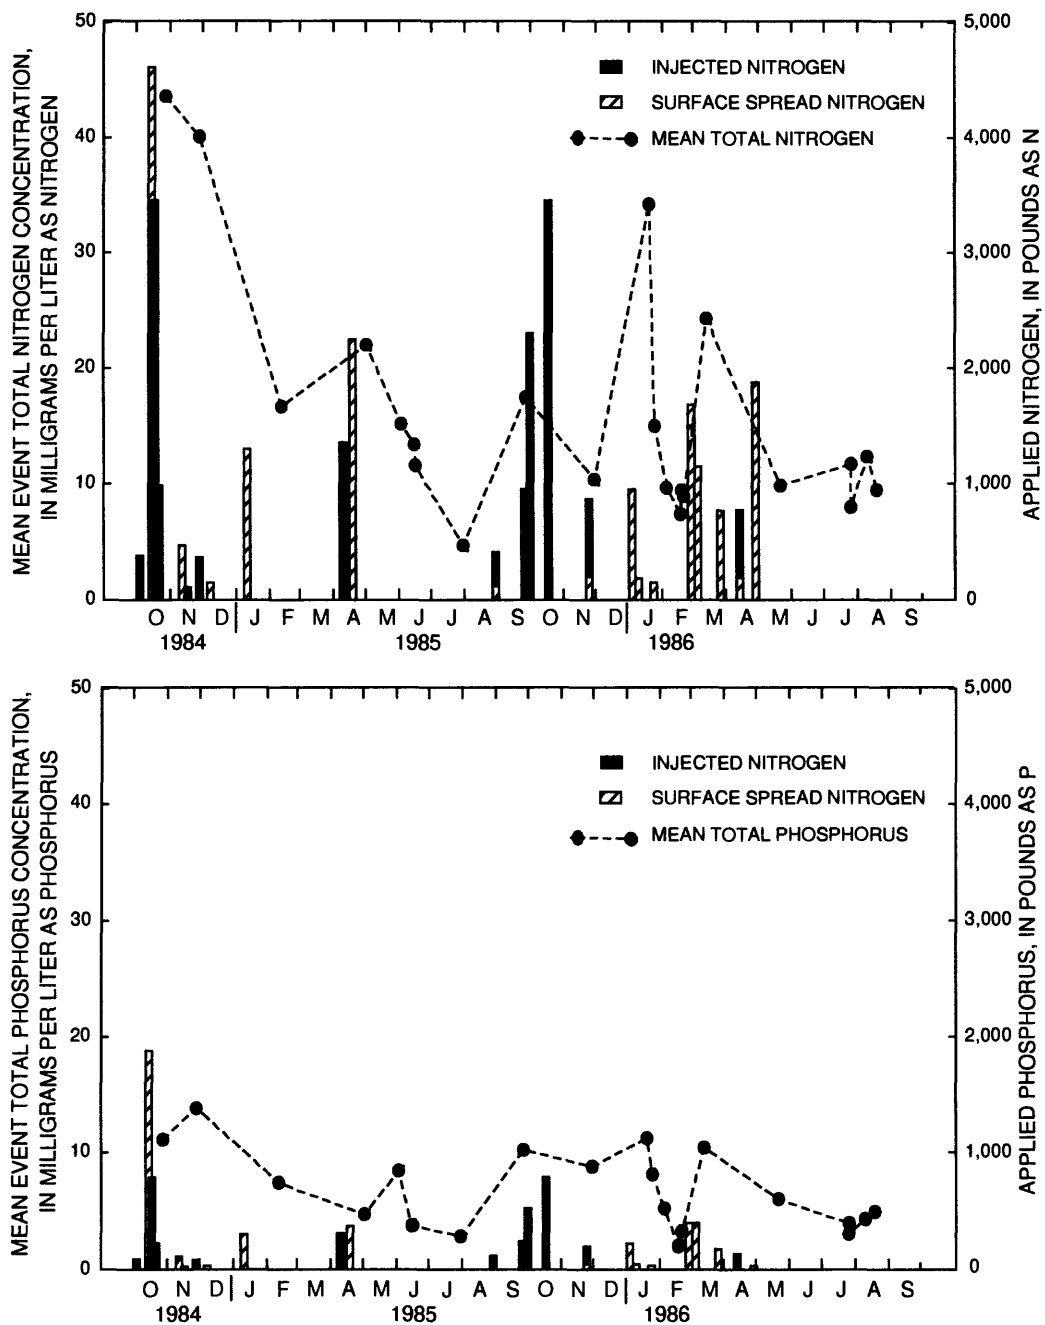 MEAN EVENT TOTAL NITROGEN CONCENTRATION,
IN MILLIGRAMS PER LITER AS NITROGEN
50
40
30
20
10
0
INJECTED NITROGEN
SURFACE SPREAD NITROGEN
MEAN TOTAL NITROGEN
5,000
4,000
3,000
2,000
1,000
0
APPLIED NITROGEN, IN POUNDS AS N
O N D J F M A M J J A S O N D J F M A M J J A S
1984 1985 1986
MEAN EVENT TOTAL PHOSPHORUS CONCENTRATION,
IN MILLIGRAMS PER LITER AS PHOSPHORUS
50
40
30
20
10
0
INJECTED NITROGEN
SURFACE SPREAD NITROGEN
MEAN TOTAL PHOSPHORUS
5,000
4,000
3,000
2,000
1,000
0
APPLIED PHOSPHORUS, IN POUNDS AS P
O N D J F M A M J J A S O N D J F M A M J J A S
1984 1985 1986